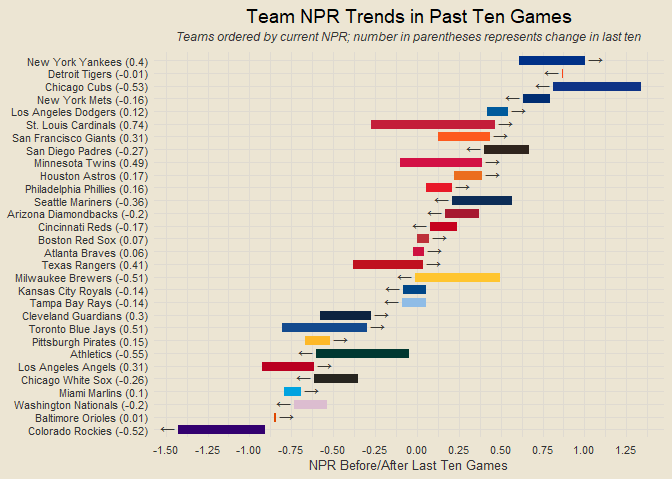 Team NPR Trends in Past Ten Games
Teams ordered by current NPR; number in parentheses represents change in last ten
New York Yankees (0.4)
Detroit Tigers (-0.01)
Chicago Cubs (-0.53)
New York Mets (-0.16)
Los Angeles Dodgers (0.12)
St. Louis Cardinals (0.74)
San Francisco Giants (0.31)
San Diego Padres (-0.27)
Minnesota Twins (0.49)
Houston Astros (0.17)
Philadelphia Phillies (0.16)
Seattle Mariners (-0.36)
Arizona Diamondbacks (-0.2)
Cincinnati Reds (-0.17)
Boston Red Sox (0.07)
Atlanta Braves (0.06)
Texas Rangers (0.41)
Milwaukee Brewers (-0.51)
Kansas City Royals (-0.14)
Tampa Bay Rays (-0.14)
Cleveland Guardians (0.3)
Toronto Blue Jays (0.51)
Pittsburgh Pirates (0.15)
Athletics (-0.55)
Los Angeles Angels (0.31)
Chicago White Sox (-0.26)
Miami Marlins (0.1)
Washington Nationals (-0.2)
Baltimore Orioles (0.01)
Colorado Rockies (-0.52)
-1.50 -1.25 -1.00 -0.75 -0.50 -0.25 0.00 0.25 0.50 0.75 1.00 1.25
NPR Before/After Last Ten Games